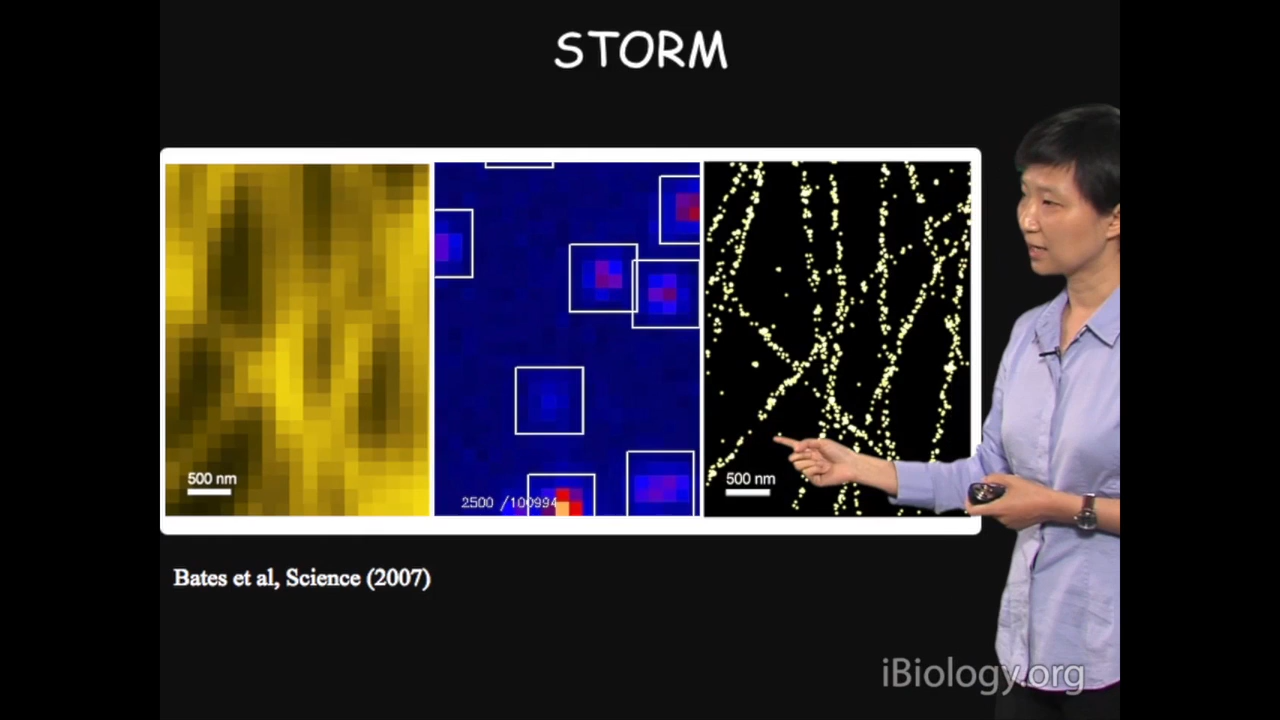 STORM
500 nm
2500 /100994
500 nm
Bates et al, Science (2007)
iBiology.org